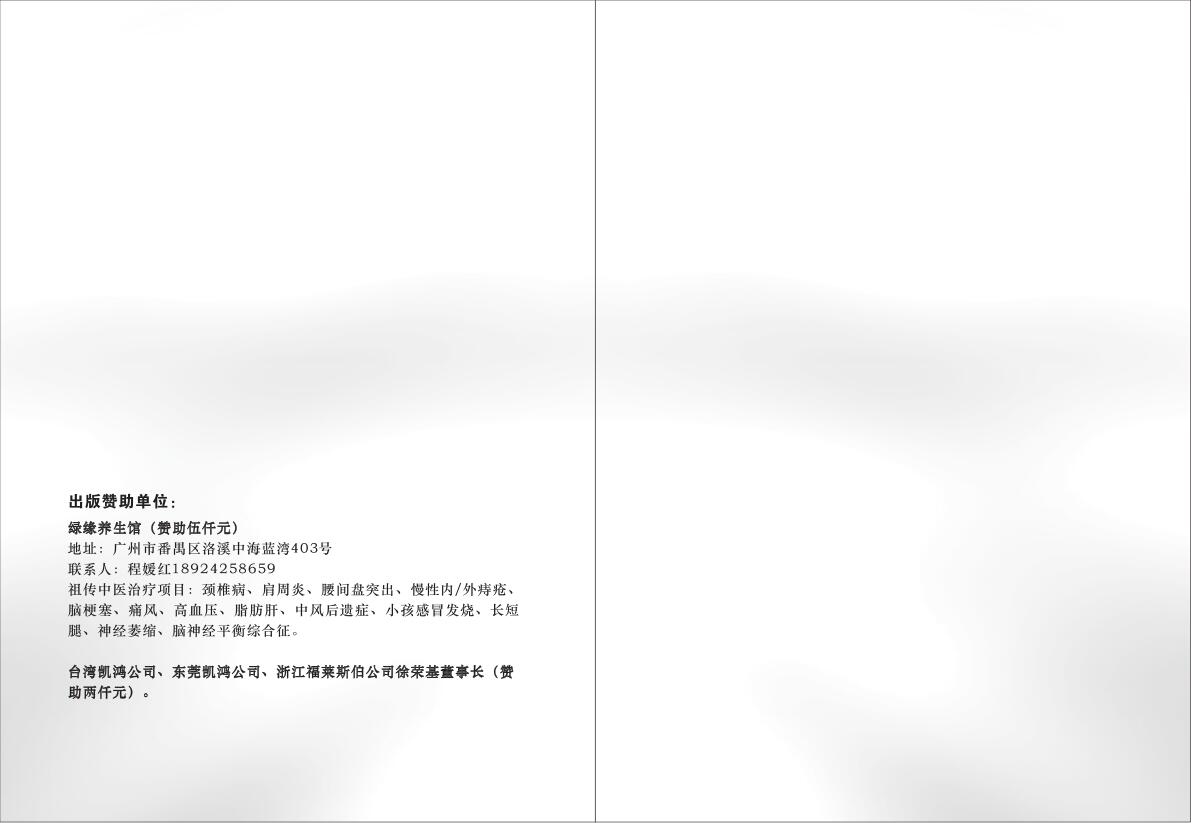 出版赞助单位：
绿缘养生馆（赞助伍仟元）
地址：广州市番禺区洛溪中海蓝湾403号
联系人：程媛红18924258659
祖传中医治疗项目：颈椎病、肩周炎、腰间盘突出、慢性内/外痔疮、
脑梗塞、痛风、高血压、脂肪肝、中风后遗症、小孩感冒发烧、长短
腿、神经萎缩、脑神经平衡综合征。
台湾凯鸿公司、东莞凯鸿公司、浙江福莱斯伯公司徐荣基董事长（赞
助两仟元）。